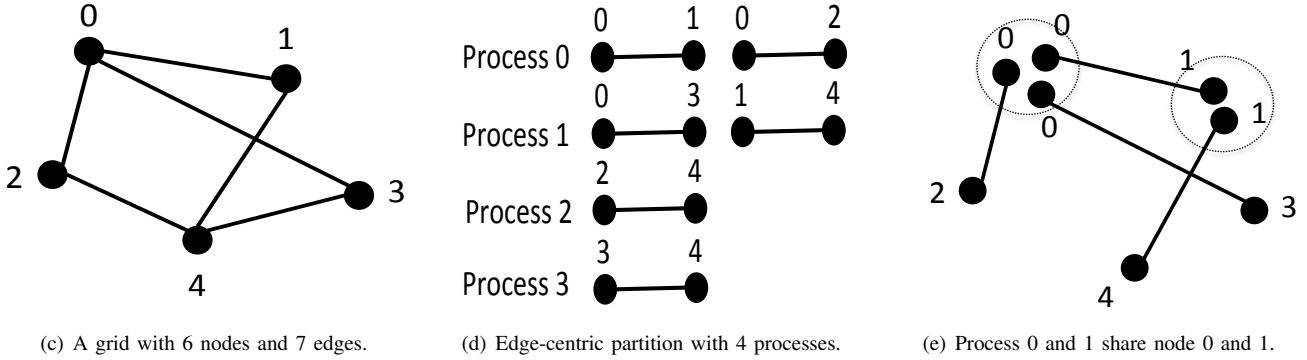 0
1
2
3
4
0 1 0 2
Process 0
0 3 1 4
Process 1
2 4
Process 2
3 4
Process 3
0 0
1
0
1
2
3
4
(c) A grid with 6 nodes and 7 edges.
(d) Edge-centric partition with 4 processes.
(e) Process 0 and 1 share node 0 and 1.